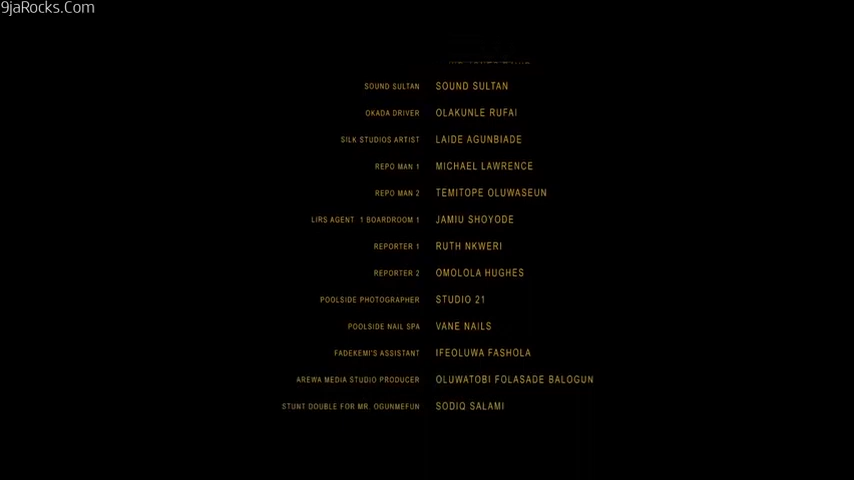 9jaRocks.Com
SOUND SULTAN SOUND SULTAN
OKADA DRIVER OLAKUNLE RUFAI
SILK STUDIOS ARTIST LAIDE AGUNBIADE
REPO MAN 1 MICHAEL LAWRENCE
REPO MAN 2 TEMITOPE OLUWASEUN
LIRS AGENT 1 BOARDROOM 1 JAMIU SHOYODE
REPORTER 1 RUTH NKWERI
REPORTER 2 OMOLOLA HUGHES
POOLSIDE PHOTOGRAPHER STUDIO 21
POOLSIDE NAIL SPA VANE NAILS
FADEKEMI'S ASSISTANT IFEOLUWA FASHOLA
AREWA MEDIA STUDIO PRODUCER OLUWATOBI FOLASADE BALOGUN
STUNT DOUBLE FOR MR. OGUNMEFUN SODIQ SALAMI